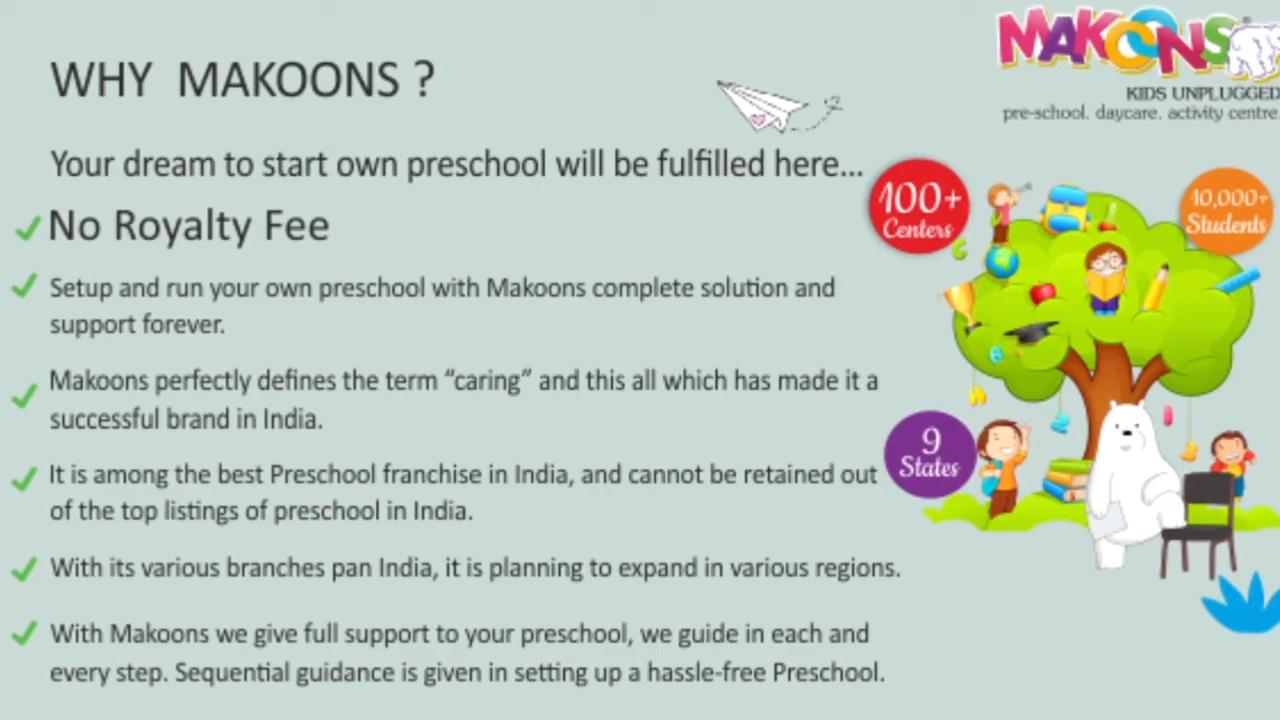 MAKOONS
KIDS UNPLUGGED
pre-school. daycare. activity centre.
WHY MAKOONS ?
Your dream to start own preschool will be fulfilled here...
No Royalty Fee
Setup and run your own preschool with Makoons complete solution and
support forever.
Makoons perfectly defines the term “caring” and this all which has made it a
successful brand in India.
It is among the best Preschool franchise in India, and cannot be retained out
of the top listings of preschool in India.
With its various branches pan India, it is planning to expand in various regions.
With Makoons we give full support to your preschool, we guide in each and
every step. Sequential guidance is given in setting up a hassle-free Preschool.
100+
Centers
10,000+
Students
9
States